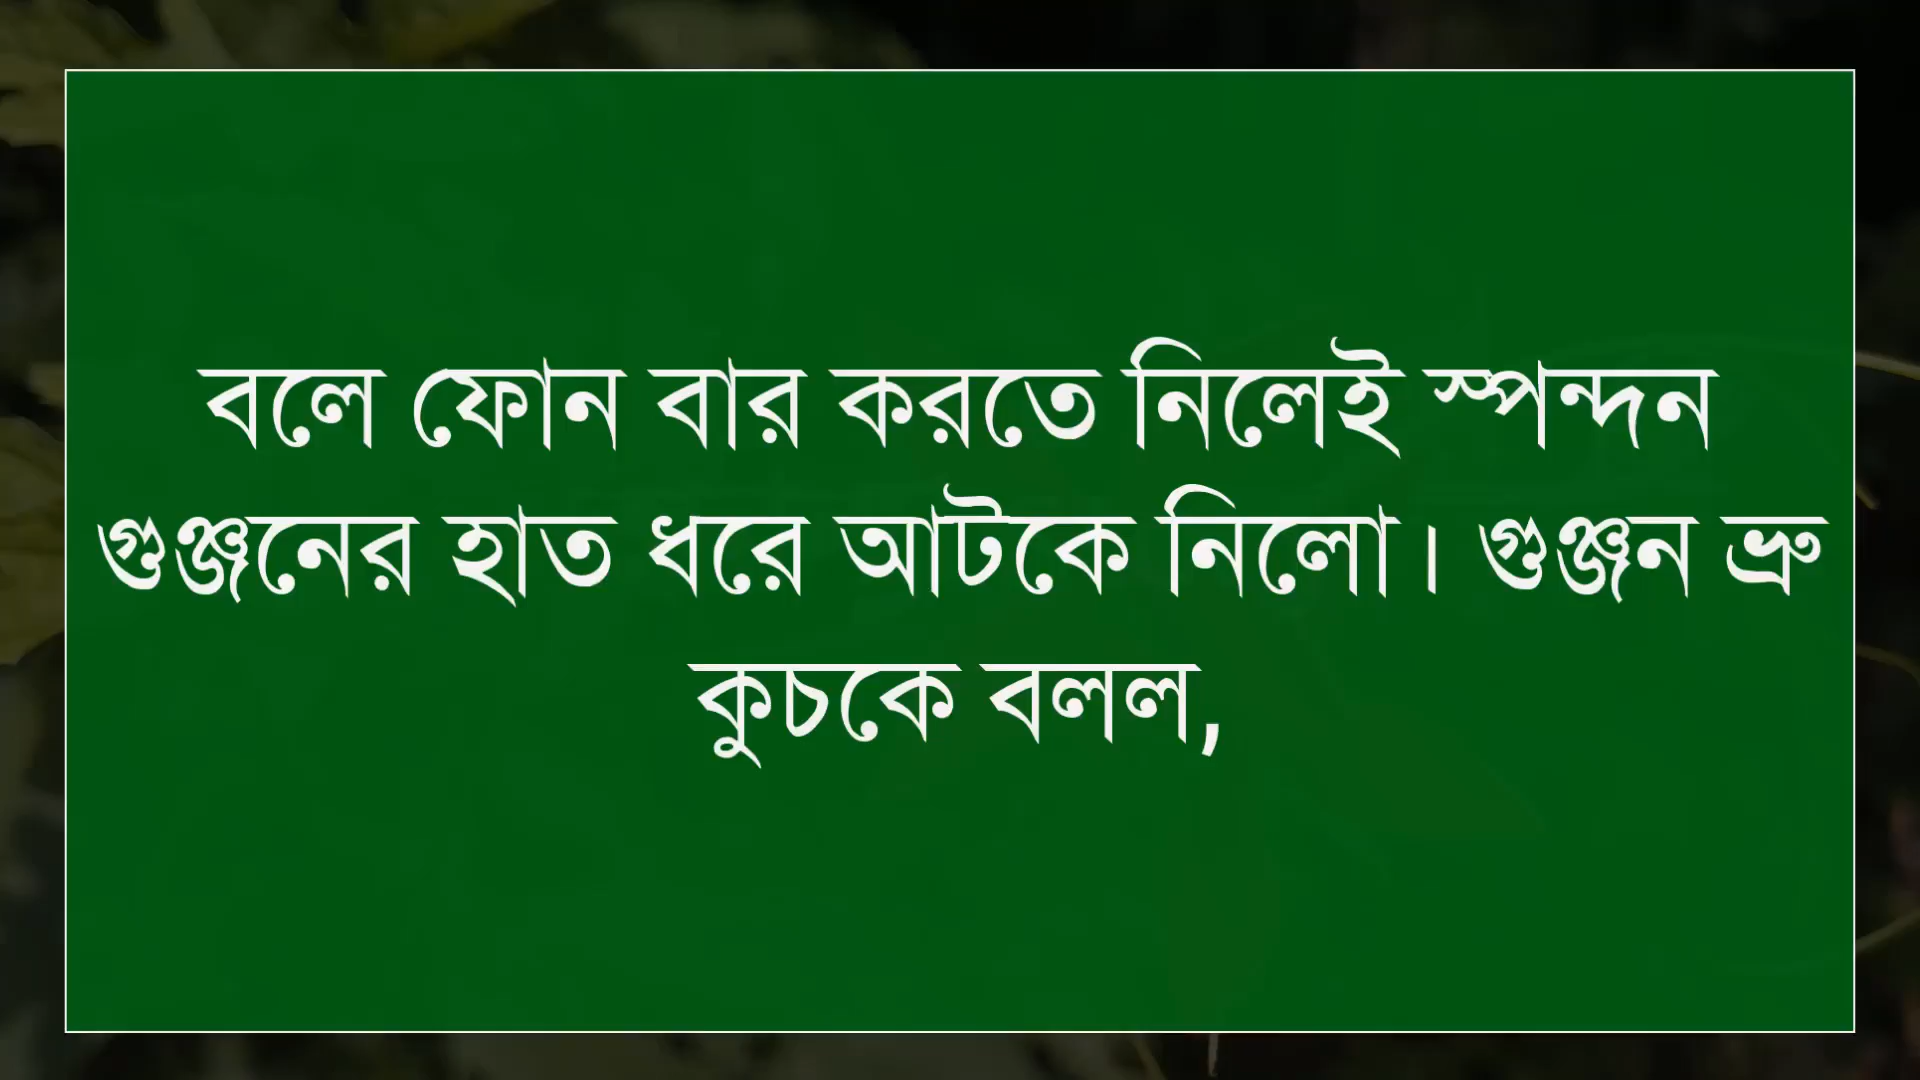 বলে ফোন বার করতে নিলেই স্পন্দন
গুঞ্জনের হাত ধরে আটকে নিলো। গুঞ্জন ভ্রু
কুচকে বলল,